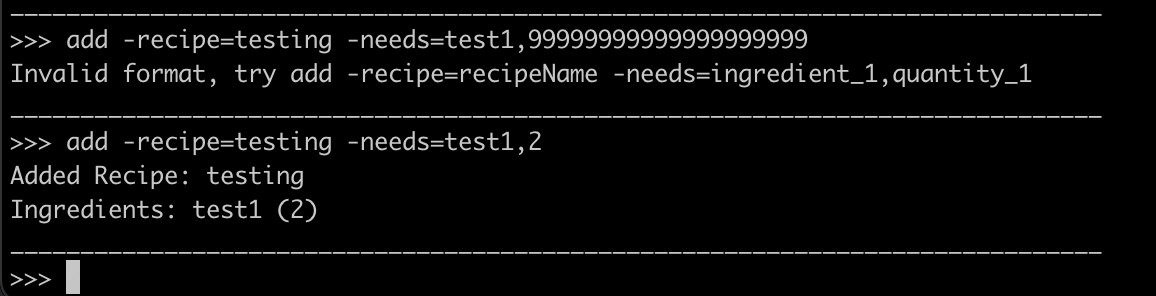 >>> add -recipe=testing -needs=test1,99999999999999999999
Invalid format, try add -recipe=recipeName -needs=ingredient_1,quantity_1
>>> add -recipe=testing -needs=test1,2
Added Recipe: testing
Ingredients: test1 (2)
>>>